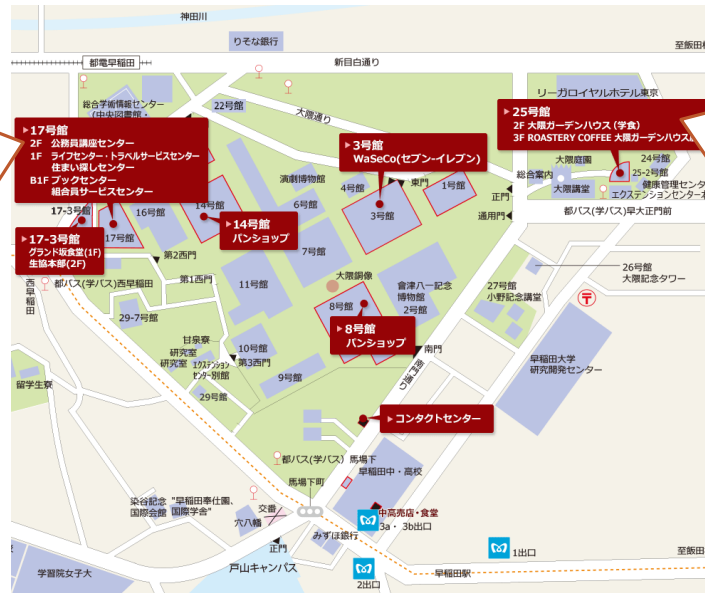 神田川
りそな銀行
至飯田橋
都電早稲田
新目白通り
総合学術情報センター
(中央図書館・
22号館
大隈通り
リーガロイヤルホテル東京
▶17号館
2F 公務員講座センター
1F ライフセンター・トラベルサービスセンター
住まい探しセンター
B1F ブックセンター
組合員サービスセンター
▶25号館
2F 大隈ガーデンハウス (学食)
3F ROASTERY COFFEE 大隈ガーデンハウス
▶3号館
WaSeCo(セブン-イレブン)
大隈庭園
24号館
25-2号館
総合案内
大隈講堂
健康管理センター
エクステンションセンター
演劇博物館
4号館
東門
1号館
正門
通用門
都バス(学バス)早大正門前
6号館
3号館
14号館
17-3号館
16号館
17号館
▶14号館
パンショップ
▶17-3号館
グランド坂食堂(1F)
生協本部(2F)
7号館
第2西門
西早稲田
都バス(学バス)西早稲田
第1西門
11号館
大隈銅像
會津八一記念
博物館
2号館
26号館
大隈記念タワー
27号館
小野記念講堂
8号館
▶8号館
パンショップ
29-7号館
甘泉寮
研究室
研究室
エクステンション
センター別館
10号館
第3西門
9号館
南門
南門通り
早稲田大学
研究開発センター
留学生寮
29号館
▶コンタクトセンター
都バス(学バス) 馬場下
早稲田中・高校
馬場下町
染谷記念
国際会館
"早稲田奉仕園、
国際学舎"
交番
穴八幡
中高売店・食堂
3a・ 3b出口
みずほ銀行
正門
1出口
至飯田
学習院女子大
戸山キャンパス
2出口
早稲田駅